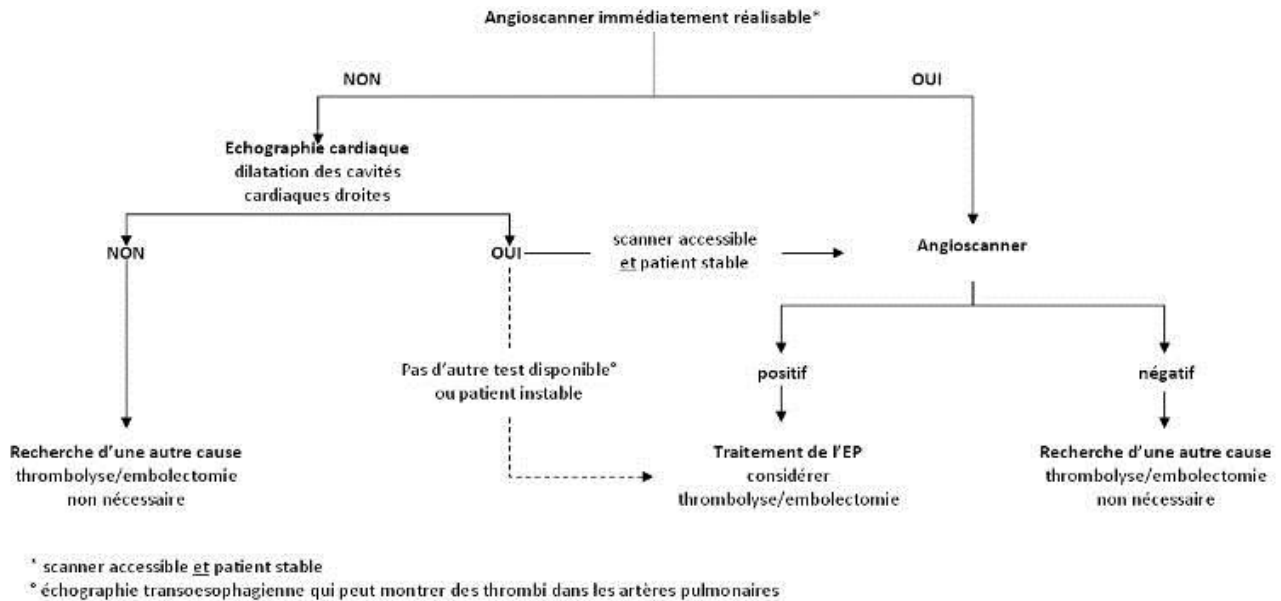 Angioscanner immédiatement réalisable*
NON
OUI
Echographie cardiaque
dilatation des cavités
cardiaques droites
NON
OUI
scanner accessible
et patient stable
Angioscanner
Pas d'autre test disponible°
ou patient instable
positif
négatif
Recherche d'une autre cause
thrombolyse/embolectomie
non nécessaire
Traitement de l'EP
considérer
thrombolyse/embolectomie
Recherche d'une autre cause
thrombolyse/embolectomie
non nécessaire
* scanner accessible et patient stable
° échographie transoesophagienne qui peut montrer des thrombi dans les artères pulmonaires